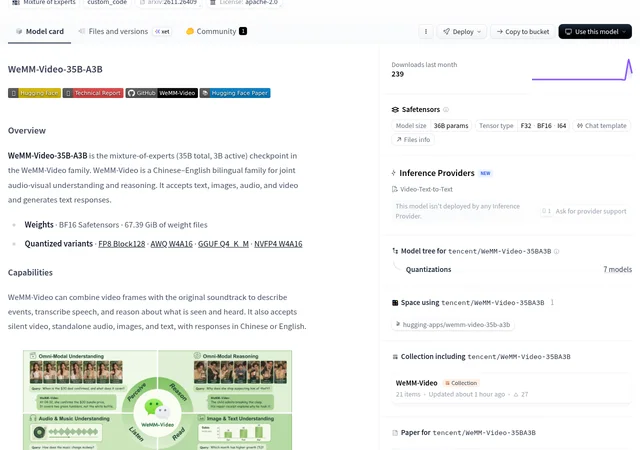 Mixture of Experts custom_code arxiv:2611.26409 License: apache-2.0
Model card Files and versions xet Community 1
Deploy Copy to bucket Use this model
WeMM-Video-35B-A3B
Hugging Face Technical Report GitHub WeMM-Video Hugging Face Paper
Overview
WeMM-Video-35B-A3B is the mixture-of-experts (35B total, 3B active) checkpoint
in the WeMM-Video family. WeMM-Video is a Chinese–English bilingual family for joint
audio-visual understanding and reasoning. It accepts text, images, audio, and video
and generates text responses.
Weights · BF16 Safetensors · 67.39 GiB of weight files
Quantized variants · FP8 Block128 · AWQ W4A16 · GGUF Q4_K_M · NVFP4 W4A16
Capabilities
WeMM-Video can combine video frames with the original soundtrack to describe
events, transcribe speech, and reason about what is seen and heard. It also accepts
silent video, standalone audio, images, and text, with responses in Chinese or English.
Omni-Modal Understanding
Omni-Modal Reasoning
Perceive
Reason
WeMM-Video
Listen
Read
Audio & Music Understanding
Image & Text Understanding
Downloads last month
239
Safetensors
Model size 36B params Tensor type F32 · BF16 · I64 Chat template
Files info
Inference Providers NEW
Video-Text-to-Text
This model isn't deployed by any Inference
Provider.
1 Ask for provider support
Model tree for tencent/WeMM-Video-35BA3B
Quantizations 7 models
Space using tencent/WeMM-Video-35BA3B 1
hugging-apps/wemm-video-35b-a3b
Collection including tencent/WeMM-Video-35BA3B
WeMM-Video Collection
21 items · Updated about 1 hour ago · 27
Paper for tencent/WeMM-Video-35BA3B